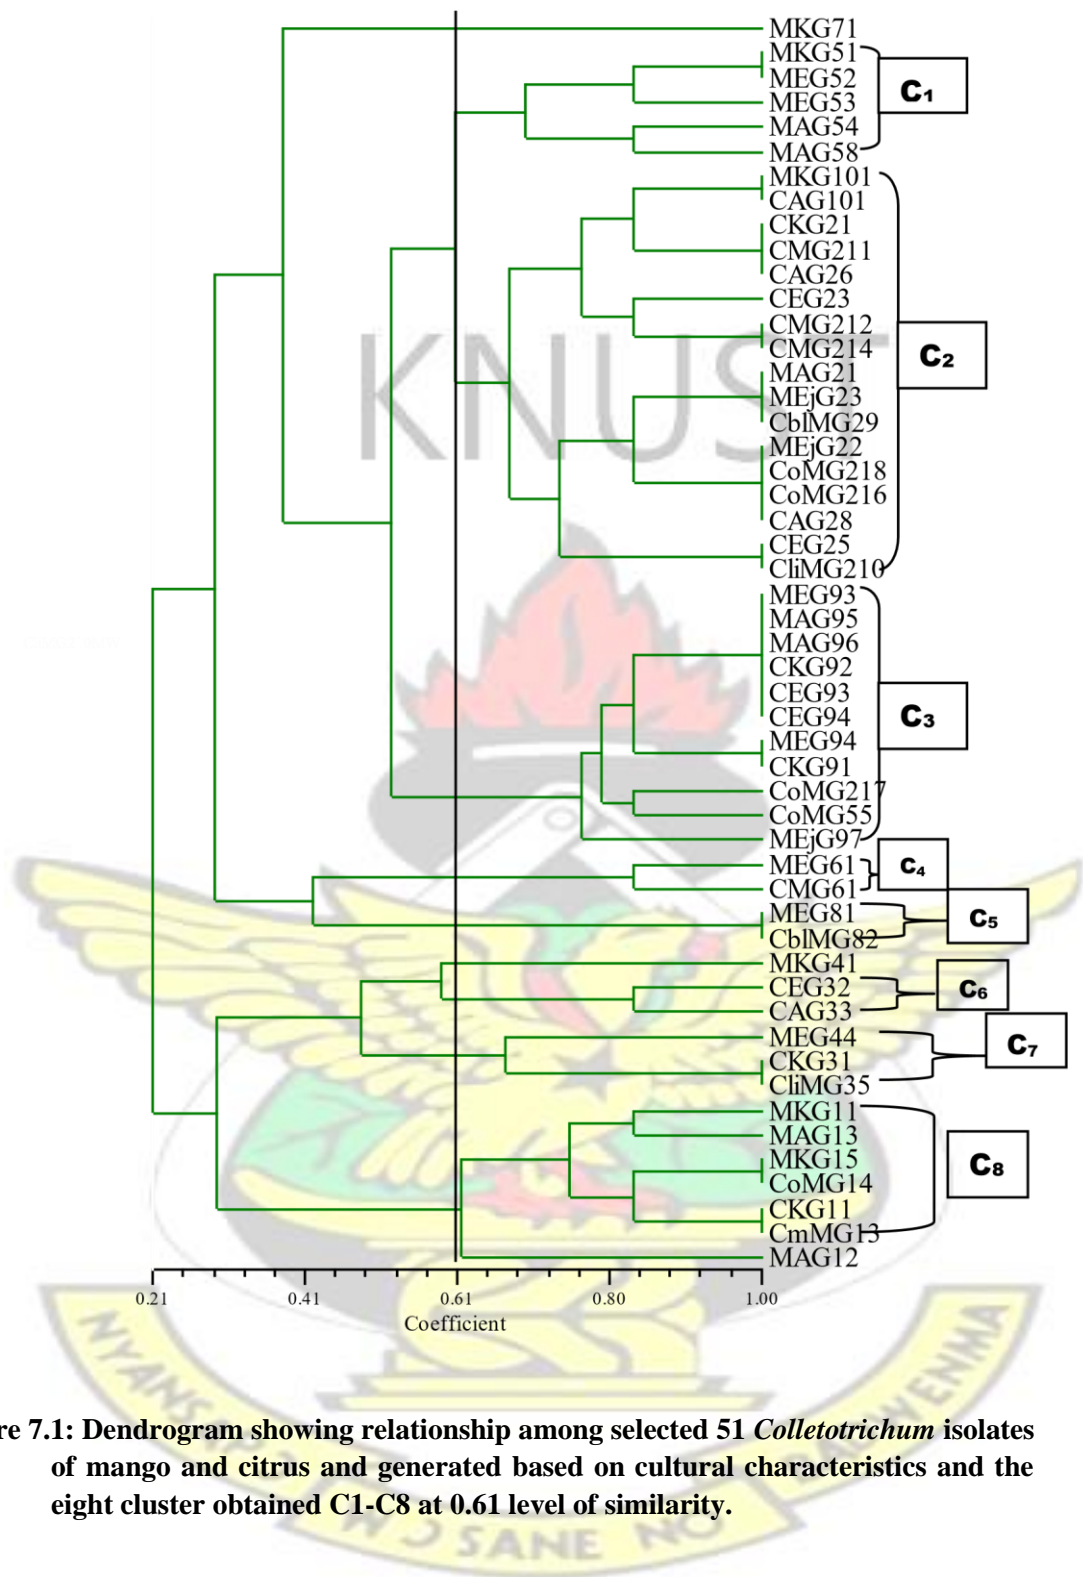 MKG71
MKG51
MEG52
MEG53
MAG54
MAG58
C₁
MKG101
CAG101
CKG21
CMG211
CAG26
CEG23
CMG212
CMG214
MAG21
MEjG23
CblMG29
MEjG22
CoMG218
CoMG216
CAG28
CEG25
CliMG210
C₂
KNUST
MEG93
MAG95
MAG96
CKG92
CEG93
CEG94
MEG94
CKG91
CoMG217
CoMG55
MEjG97
C₃
MEG61
CMG61
C₄
MEG81
CblMG82
C₅
MKG41
CEG32
CAG33
C₆
MEG44
CKG31
CliMG35
C₇
MKG11
MAG13
MKG15
CoMG14
CKG11
CmMG13
MAG12
C₈
0.21 0.41 0.61 0.80 1.00
Coefficient
re 7.1: Dendrogram showing relationship among selected 51 Colletotrichum isolates
of mango and citrus and generated based on cultural characteristics and the
eight cluster obtained C1-C8 at 0.61 level of similarity.
SANE NO